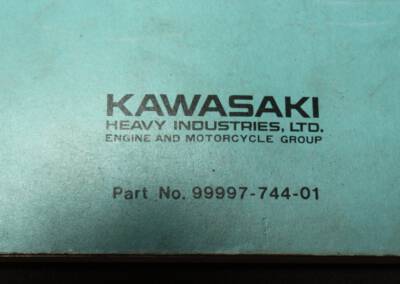 KAWASAKI
HEAVY INDUSTRIES, LTD.
ENGINE AND MOTORCYCLE GROUP
Part No. 99997-744-01